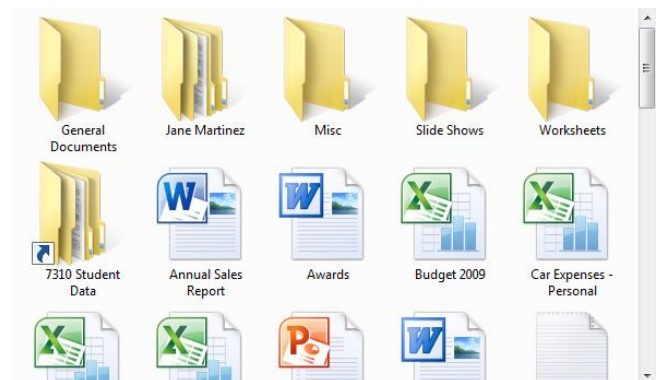 General
Documents
Jane Martinez
Misc
Slide Shows
Worksheets
7310 Student
Data
Annual Sales
Report
Awards
Budget 2009
Car Expenses -
Personal